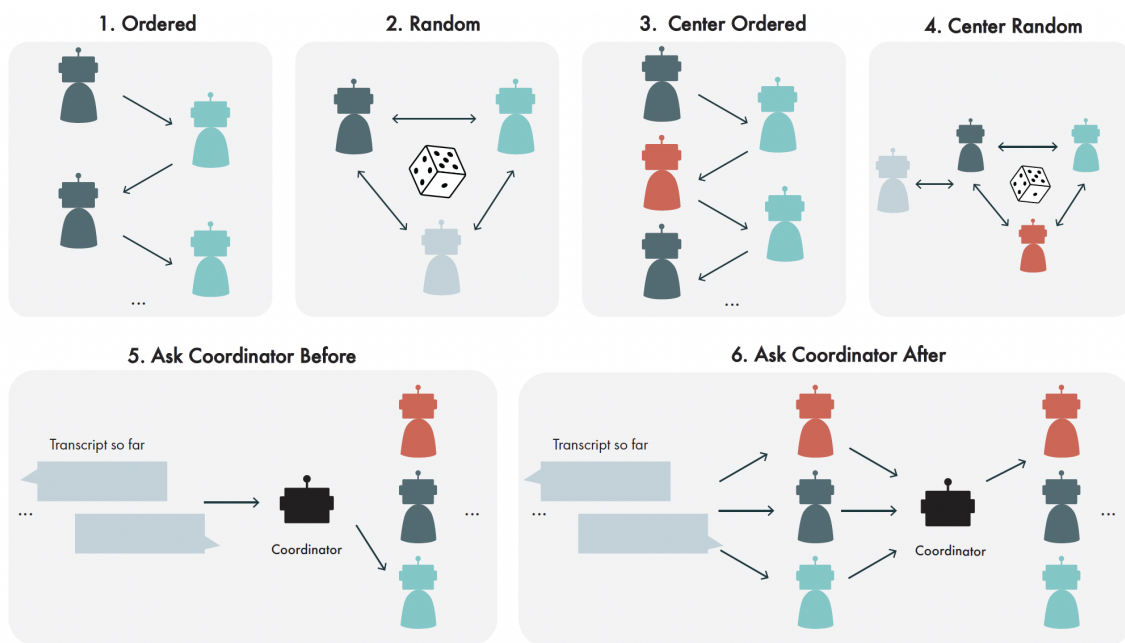 1. Ordered
2. Random
3. Center Ordered
4. Center Random
...
...
5. Ask Coordinator Before
6. Ask Coordinator After
Transcript so far
...
Coordinator
...
Transcript so far
...
Coordinator
...